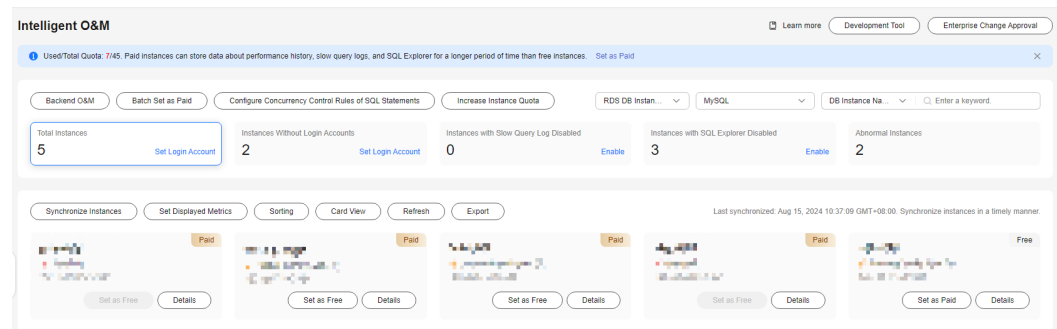 Intelligent O&M
Learn more
Development Tool
Enterprise Change Approval
Used/Total Quota: 7/45. Paid instances can store data about performance history, slow query logs, and SQL Explorer for a longer period of time than free instances. Set as Paid
Backend O&M
Batch Set as Paid
Configure Concurrency Control Rules of SQL Statements
Increase Instance Quota
RDS DB Instan...
MySQL
DB Instance Na...
Enter a keyword.
Total Instances
5
Set Login Account
Instances Without Login Accounts
2
Set Login Account
Instances with Slow Query Log Disabled
0
Enable
Instances with SQL Explorer Disabled
3
Enable
Abnormal Instances
2
Synchronize Instances
Set Displayed Metrics
Sorting
Card View
Refresh
Export
Last synchronized: Aug 15, 2024 10:37:09 GMT+08:00. Synchronize instances in a timely manner.
Paid
Set as Free
Details
Paid
Set as Free
Details
Paid
Set as Free
Details
Paid
Set as Free
Details
Free
Set as Paid
Details